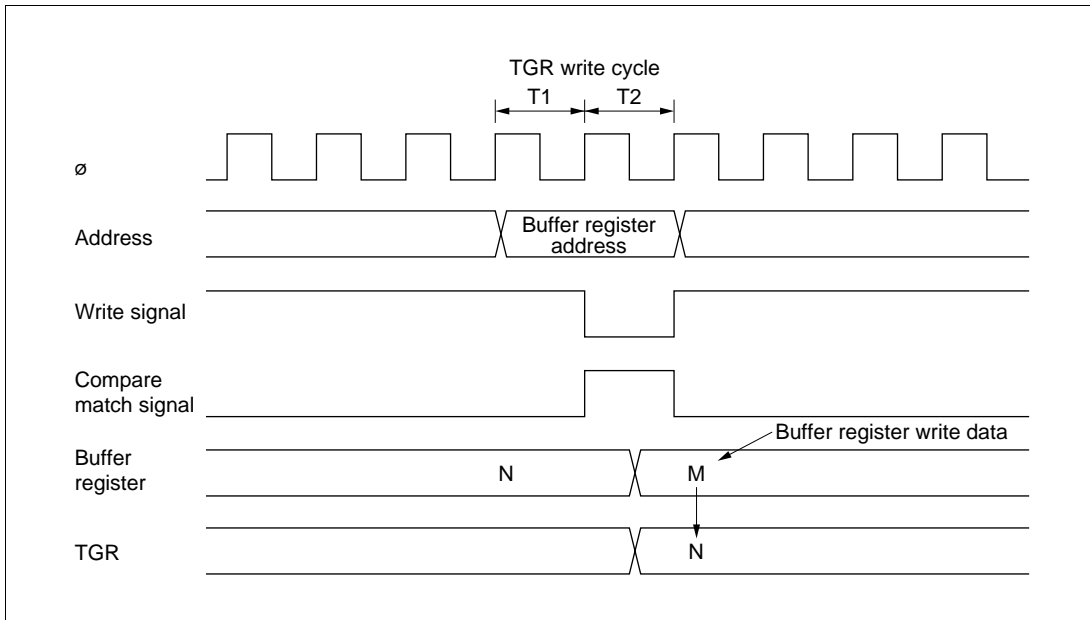 TGR write cycle
T1 T2
ø
Address
Buffer register
address
Write signal
Compare
match signal
Buffer register write data
Buffer
register
N M
TGR
N